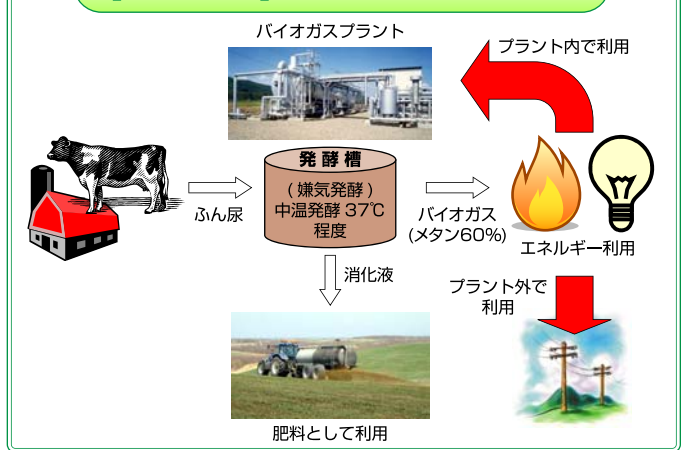 バイオガスプラント
プラント内で利用
発酵槽
(嫌気発酵)
中温発酵 37℃
程度
ふん尿
バイオガス
(メタン60%)
エネルギー利用
消化液
プラント外で
利用
肥料として利用